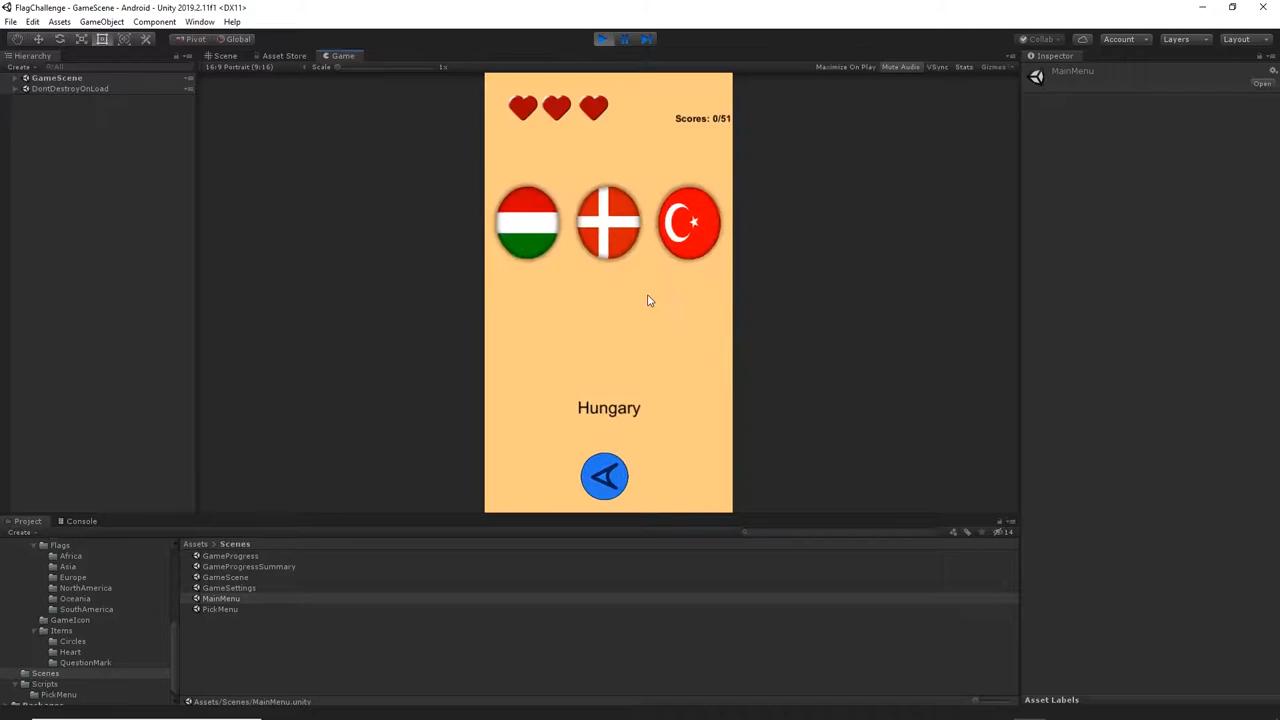 FlagChallenge - GameScene - Android - Unity 2019.2.11f1 <DX11>
File Edit Assets GameObject Component Window Help
Pivot Global Collab Account Layers Layout
Hierarchy Scene Asset Store Game Inspector
Create All 16:9 Portrait (9:16) Scale 1x Maximize On Play Mute Audio VSync Stats Gizmos
MainMenu
Open
GameScene
DontDestroyOnLoad
Scores: 0/51
Hungary
Project Console
Create
14
Flags
Africa
Asia
Europe
NorthAmerica
Oceania
SouthAmerica
GameIcon
Items
Circles
Heart
QuestionMark
Scenes
Scripts
PickMenu
Assets > Scenes
GameProgress
GameProgressSummary
GameScene
GameSettings
MainMenu
PickMenu
Assets/Scenes/MainMenu.unity
Asset Labels